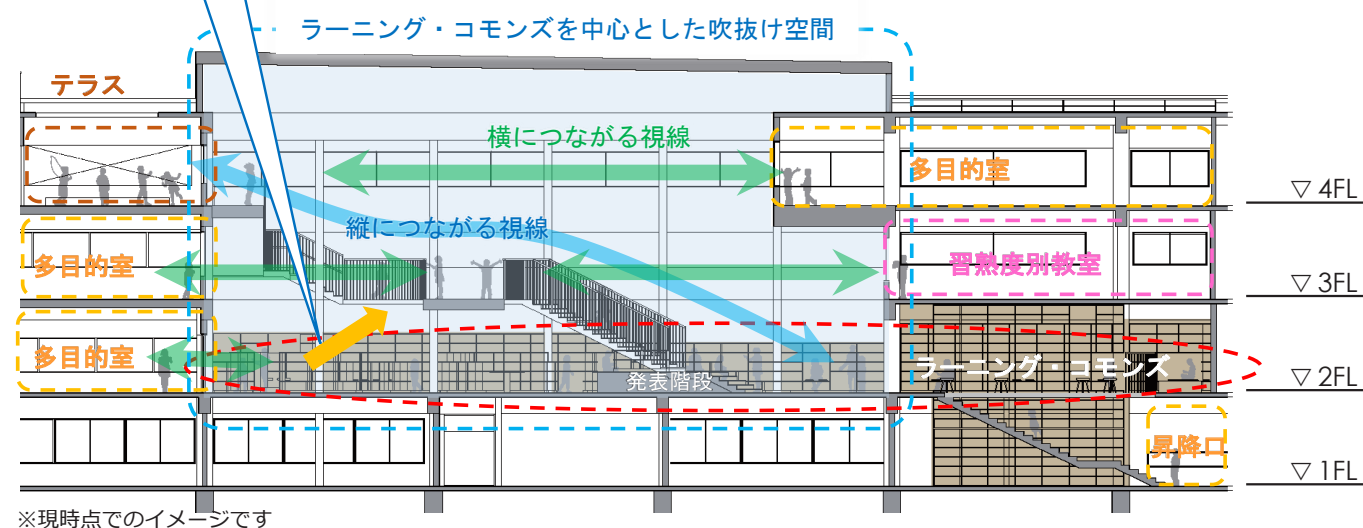 ラーニング・コモンズを中心とした吹抜け空間
テラス
横につながる視線
多目的室
▽ 4FL
縦につながる視線
多目的室
習熟度別教室
▽ 3FL
多目的室
発表階段
ラーニング・コモンズ
▽ 2FL
昇降口
▽ 1FL
※現時点でのイメージです